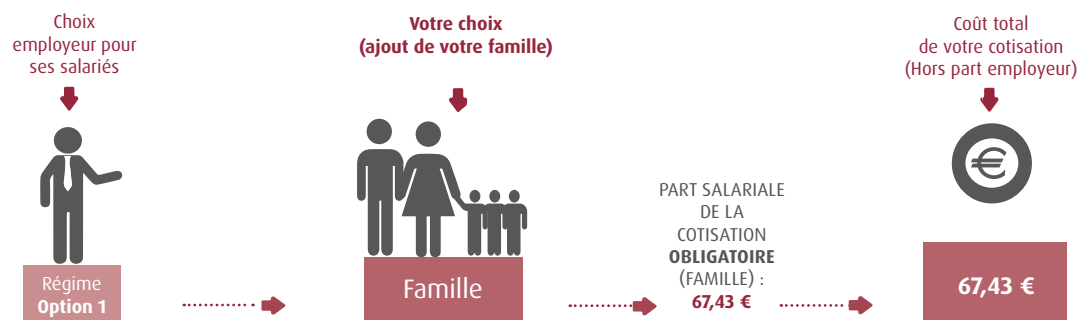 Choix
employeur pour
ses salariés
Votre choix
(ajout de votre famille)
Coût total
de votre cotisation
(Hors part employeur)
Régime
Option 1
Famille
PART SALARIALE
DE LA
COTISATION
OBLIGATOIRE
(FAMILLE) :
67,43 €
€
67,43 €